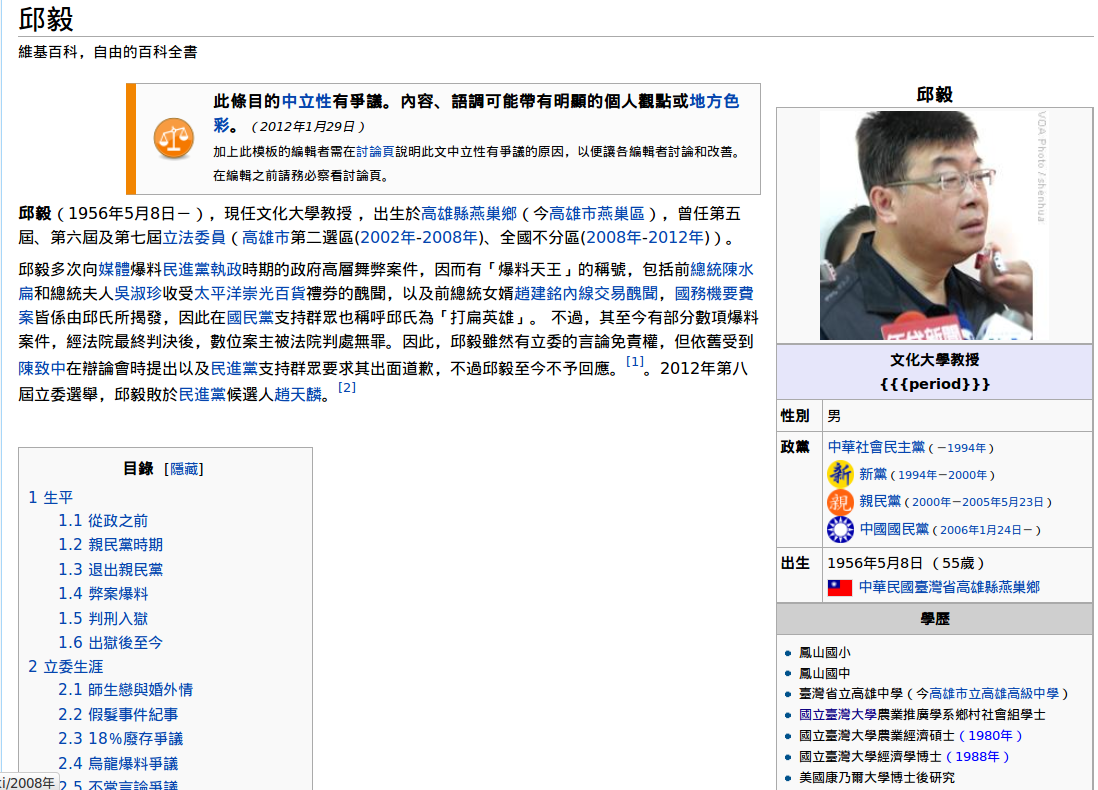 邱毅
維基百科，自由的百科全書
此條目的中立性有爭議。內容、語調可能帶有明顯的個人觀點或地方色
彩。（2012年1月29日）
加上此模板的編輯者需在討論頁說明此文中立性有爭議的原因，以便讓各編輯者討論和改善。
在編輯之前請務必察看討論頁。
邱毅（1956年5月8日－），現任文化大學教授 ，出生於高雄縣燕巢鄉（今高雄市燕巢區），曾任第五
屆、第六屆及第七屆立法委員（高雄市第二選區(2002年-2008年)、全國不分區(2008年-2012年)）。
邱毅多次向媒體爆料民進黨執政時期的政府高層舞弊案件，因而有「爆料天王」的稱號，包括前總統陳水
扁和總統夫人吳淑珍收受太平洋崇光百貨禮券的醜聞，以及前總統女婿趙建銘內線交易醜聞，國務機要費
案皆係由邱氏所揭發，因此在國民黨支持群眾也稱呼邱氏為「打扁英雄」。 不過，其至今有部分數項爆料
案件，經法院最終判決後，數位案主被法院判處無罪。因此，邱毅雖然有立委的言論免責權，但依舊受到
陳致中在辯論會時提出以及民進黨支持群眾要求其出面道歉，不過邱毅至今不予回應。[1]。2012年第八
屆立委選舉，邱毅敗於民進黨候選人趙天麟。[2]
目錄 [隱藏]
1 生平
1.1 從政之前
1.2 親民黨時期
1.3 退出親民黨
1.4 弊案爆料
1.5 判刑入獄
1.6 出獄後至今
2 立委生涯
2.1 師生戀與婚外情
2.2 假髮事件紀事
2.3 18%廢存爭議
2.4 烏龍爆料爭議
2.5 不當言論爭議
ki/2008年
邱毅
VOA Photo / shenhua
文化大學教授
{{{period}}}
性別 男
政黨 中華社會民主黨（－1994年）
新 新黨（1994年－2000年）
親 親民黨（2000年－2005年5月23日）
中國國民黨（2006年1月24日－）
出生 1956年5月8日 （55歲）
中華民國臺灣省高雄縣燕巢鄉
學歷
鳳山國小
鳳山國中
臺灣省立高雄中學（今高雄市立高雄高級中學）
國立臺灣大學農業推廣學系鄉村社會組學士
國立臺灣大學農業經濟碩士（1980年）
國立臺灣大學經濟學博士（1988年）
美國康乃爾大學博士後研究